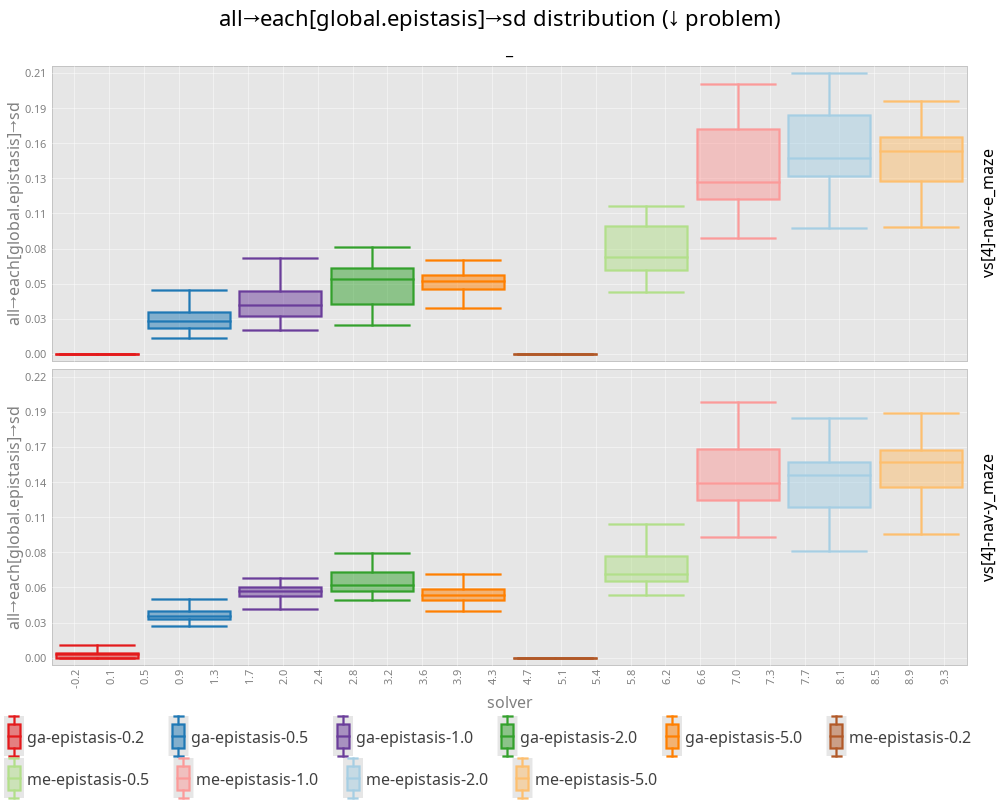 all→each[global.epistasis]→sd distribution (↓ problem)
–
0.21
0.19
0.16
0.13
0.11
0.08
0.05
0.03
0.00
all→each[global.epistasis]→sd
vs[4]-nav-e_maze
0.22
0.19
0.17
0.14
0.11
0.08
0.06
0.03
0.00
all→each[global.epistasis]→sd
vs[4]-nav-y_maze
-0.2 0.1 0.5 0.9 1.3 1.7 2.0 2.4 2.8 3.2 3.6 3.9 4.3 4.7 5.1 5.4 5.8 6.2 6.6 7.0 7.3 7.7 8.1 8.5 8.9 9.3
solver
ga-epistasis-0.2 ga-epistasis-0.5 ga-epistasis-1.0 ga-epistasis-2.0 ga-epistasis-5.0 me-epistasis-0.2
me-epistasis-0.5 me-epistasis-1.0 me-epistasis-2.0 me-epistasis-5.0